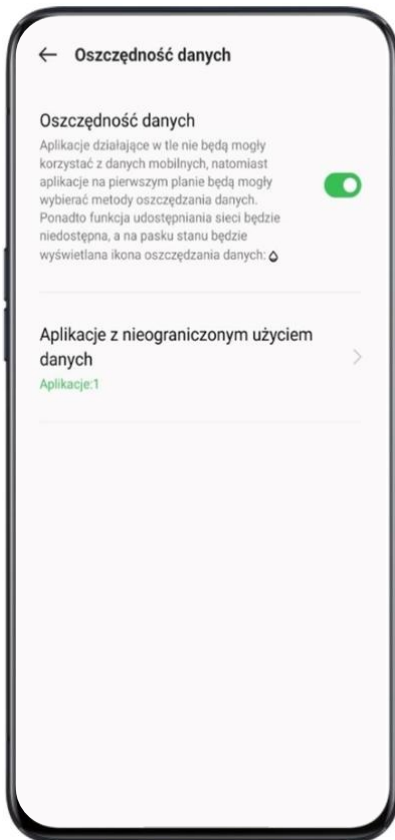 Oszczędność danych
Oszczędność danych
Aplikacje działające w tle nie będą mogły
korzystać z danych mobilnych, natomiast
aplikacje na pierwszym planie będą mogły
wybierać metody oszczędzania danych.
Ponadto funkcja udostępniania sieci będzie
niedostępna, a na pasku stanu będzie
wyświetlana ikona oszczędzania danych:
Aplikacje z nieograniczonym użyciem
danych
Aplikacje:1